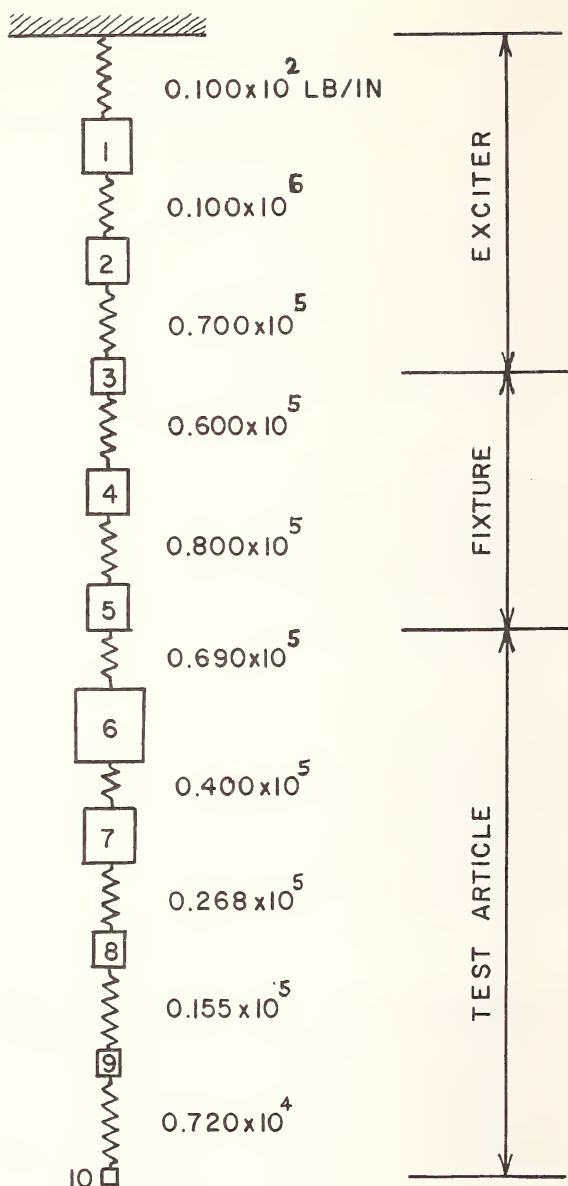 0.100x10² LB/IN
1
0.100x10⁶
2
0.700x10⁵
3
0.600x10⁵
4
0.800x10⁵
5
0.690x10⁵
6
0.400x10⁵
7
0.268x10⁵
8
0.155x10⁵
9
0.720x10⁴
10
EXCITER
FIXTURE
TEST ARTICLE